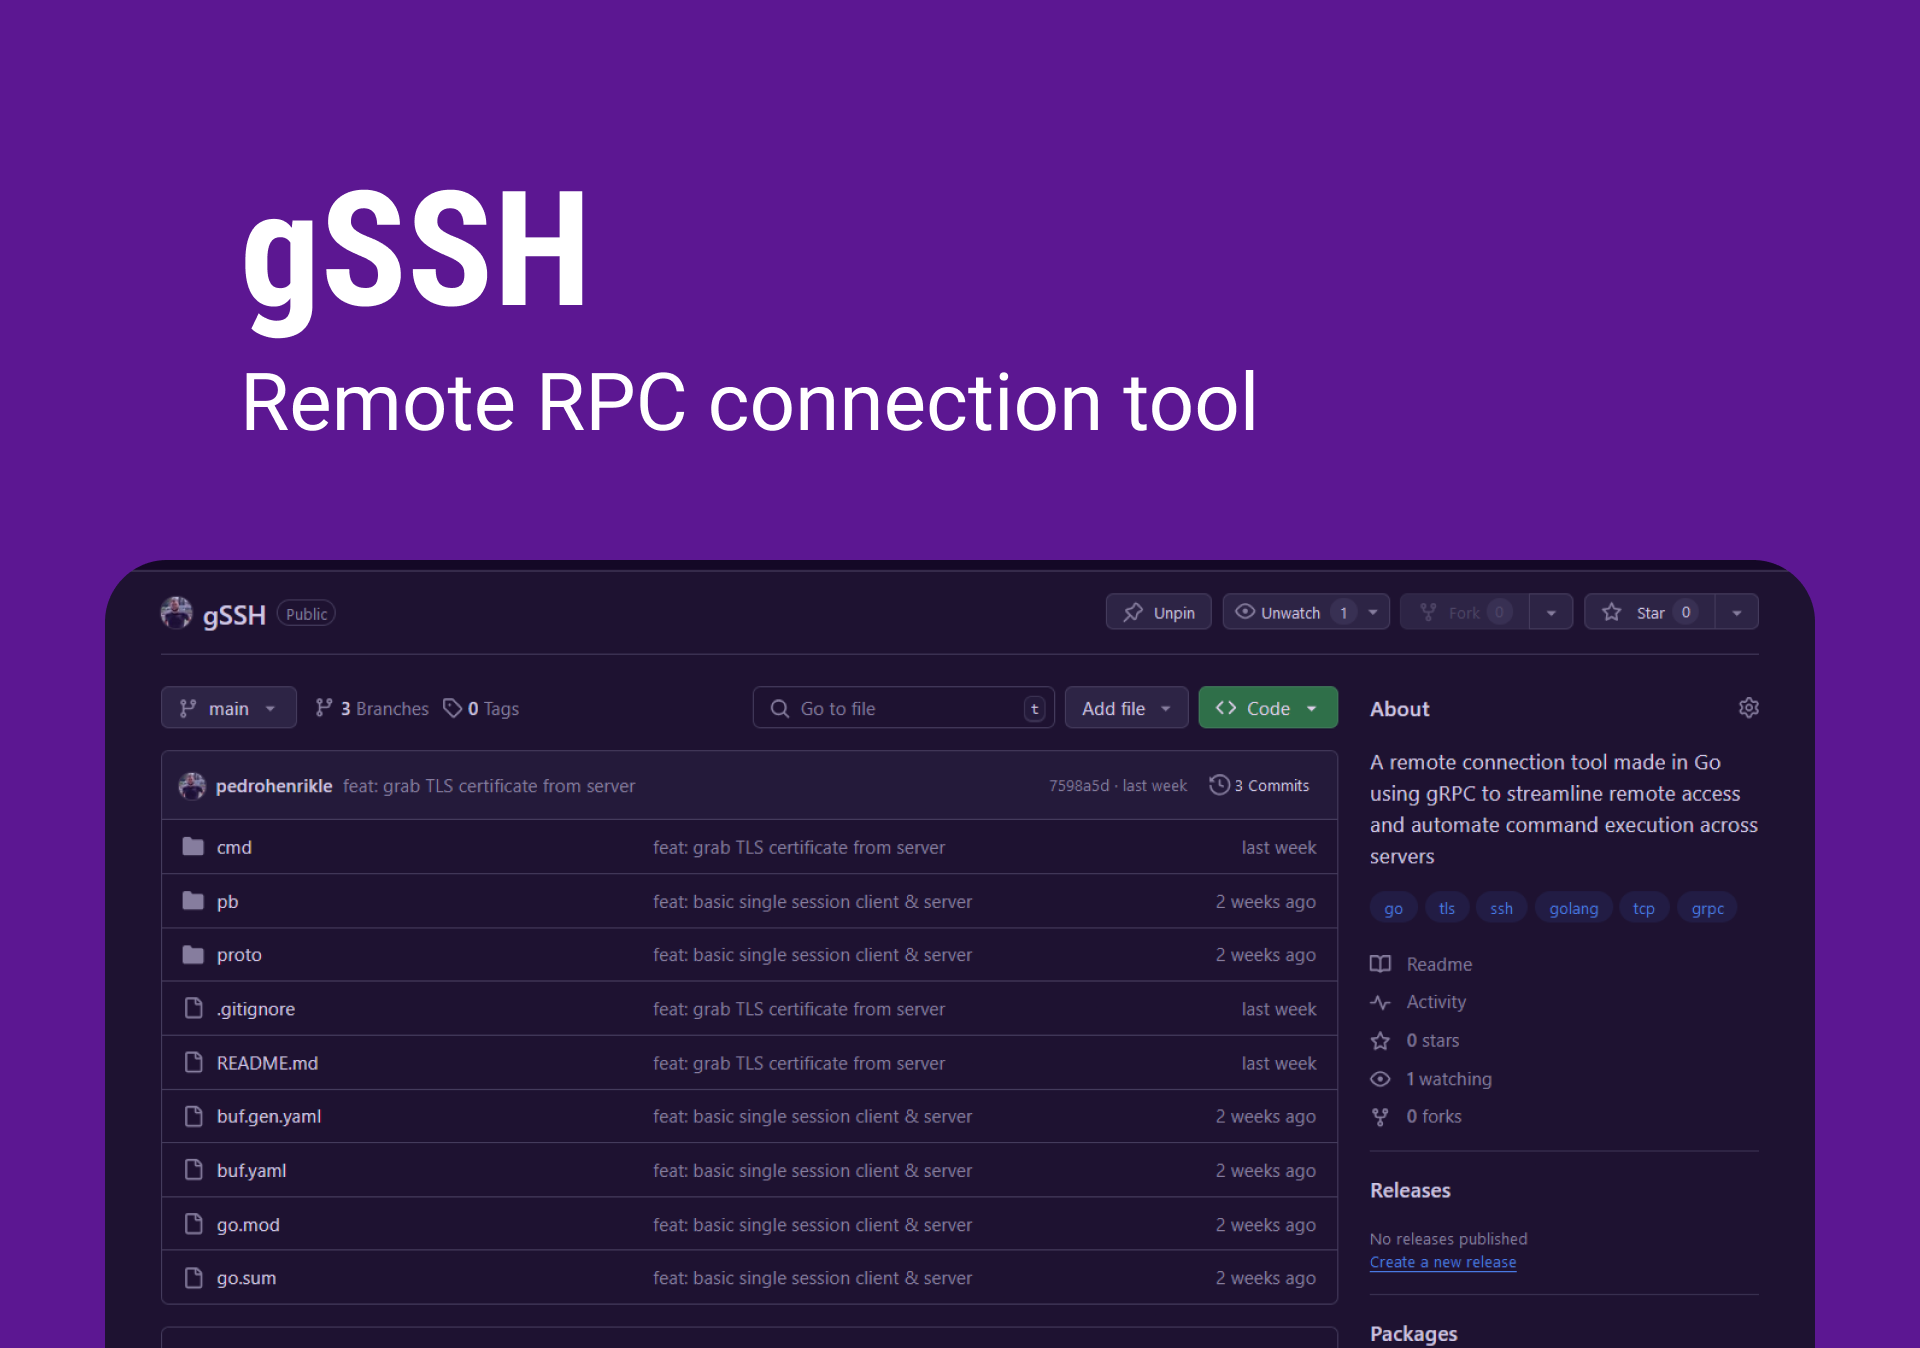 gSSH
Remote RPC connection tool
gSSH Public
Unpin
Unwatch 1
Fork 0
Star 0
main
3 Branches
0 Tags
Go to file
t
Add file
Code
pedrohenrikle feat: grab TLS certificate from server 7598a5d · last week 3 Commits
cmd feat: grab TLS certificate from server last week
pb feat: basic single session client & server 2 weeks ago
proto feat: basic single session client & server 2 weeks ago
.gitignore feat: grab TLS certificate from server last week
README.md feat: grab TLS certificate from server last week
buf.gen.yaml feat: basic single session client & server 2 weeks ago
buf.yaml feat: basic single session client & server 2 weeks ago
go.mod feat: basic single session client & server 2 weeks ago
go.sum feat: basic single session client & server 2 weeks ago
About
A remote connection tool made in Go
using gRPC to streamline remote access
and automate command execution across
servers
go tls ssh golang tcp grpc
Readme
Activity
0 stars
1 watching
0 forks
Releases
No releases published
Create a new release
Packages